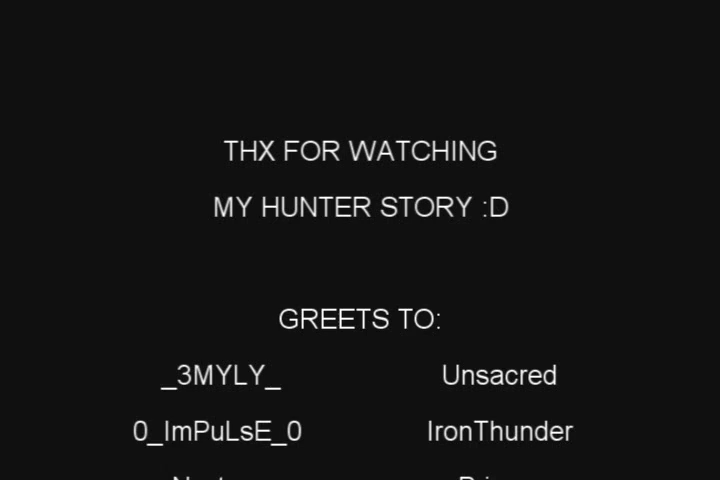 THX FOR WATCHING
MY HUNTER STORY :D
GREETS TO:
_3MYLY_ Unsacred
0_ImPuLsE_0 IronThunder